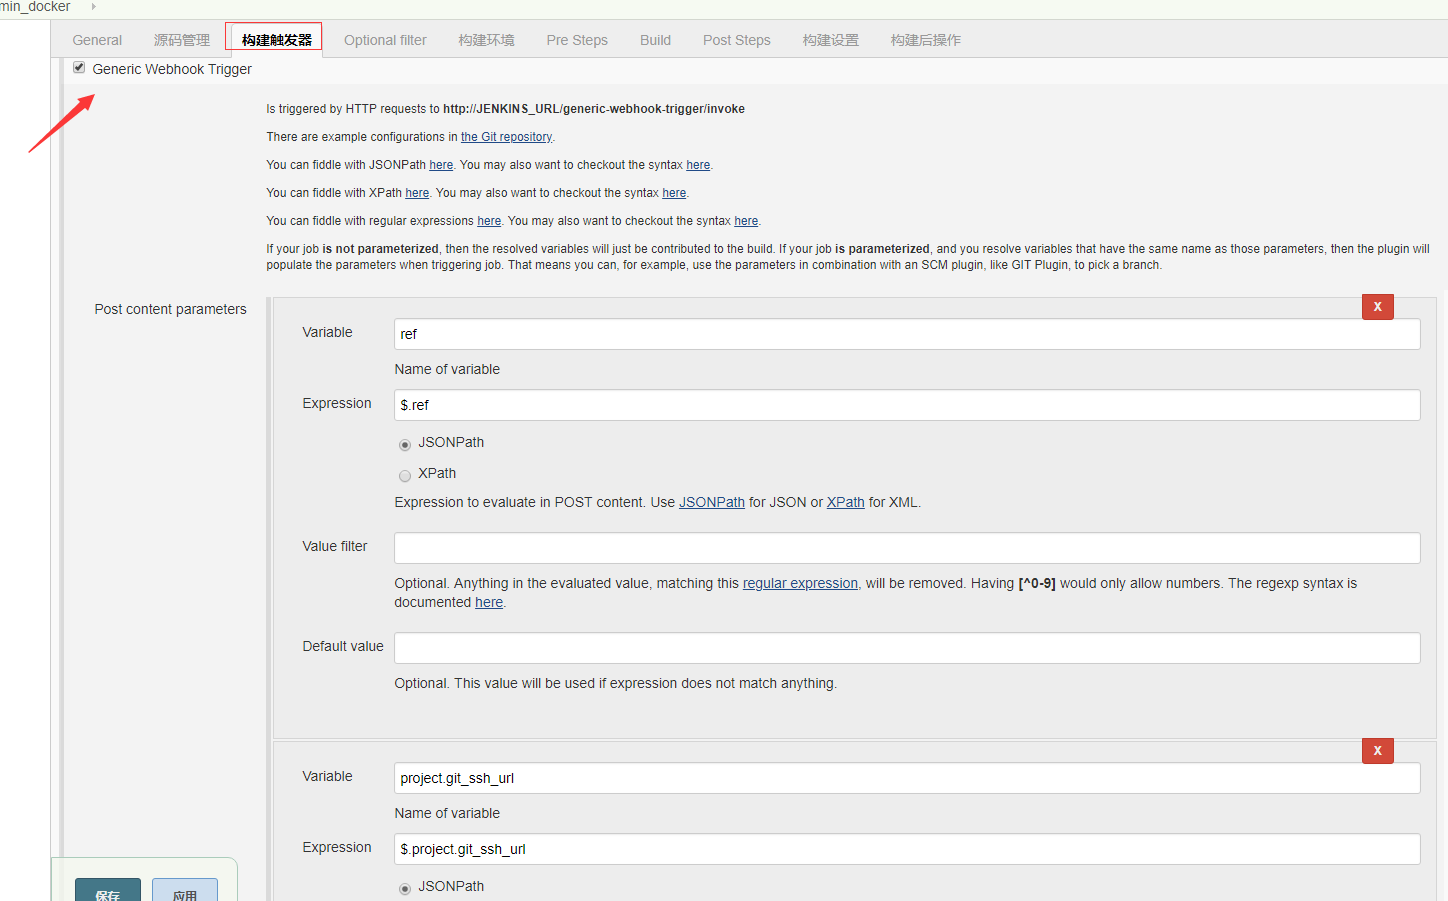 min_docker
General 源码管理 构建触发器 Optional filter 构建环境 Pre Steps Build Post Steps 构建设置 构建后操作
Generic Webhook Trigger
Is triggered by HTTP requests to http://JENKINS_URL/generic-webhook-trigger/invoke
There are example configurations in the Git repository.
You can fiddle with JSONPath here. You may also want to checkout the syntax here.
You can fiddle with XPath here. You may also want to checkout the syntax here.
You can fiddle with regular expressions here. You may also want to checkout the syntax here.
If your job is not parameterized, then the resolved variables will just be contributed to the build. If your job is parameterized, and you resolve variables that have the same name as those parameters, then the plugin will
populate the parameters when triggering job. That means you can, for example, use the parameters in combination with an SCM plugin, like GIT Plugin, to pick a branch.
Post content parameters
X
Variable ref
Name of variable
Expression $.ref
JSONPath
XPath
Expression to evaluate in POST content. Use JSONPath for JSON or XPath for XML.
Value filter
Optional. Anything in the evaluated value, matching this regular expression, will be removed. Having [^0-9] would only allow numbers. The regexp syntax is
documented here.
Default value
Optional. This value will be used if expression does not match anything.
X
Variable project.git_ssh_url
Name of variable
Expression $.project.git_ssh_url
JSONPath
保存 应用